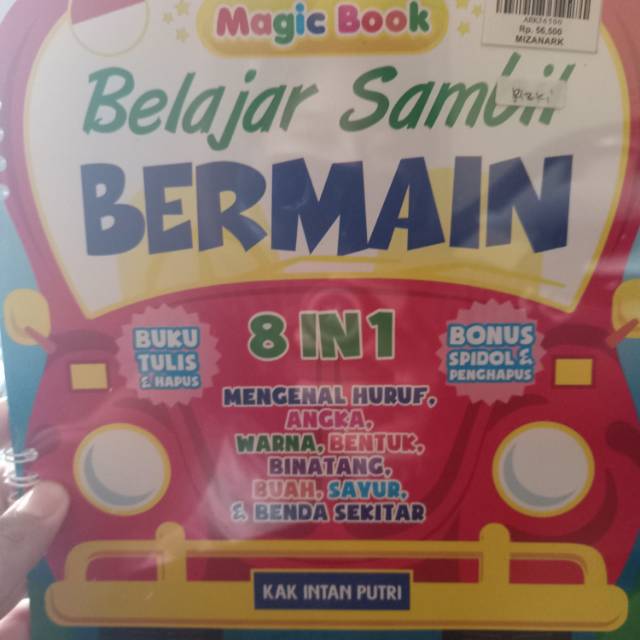 Magic Book
Rp. 56,500
MIZANARK
Belajar Sambil
Rizki
BERMAIN
8 IN 1
BUKU
TULIS
& HAPUS
BONUS
SPIDOL &
PENGHAPUS
MENGENAL HURUF,
ANGKA,
WARNA, BENTUK,
BINATANG,
BUAH, SAYUR,
& BENDA SEKITAR
KAK INTAN PUTRI